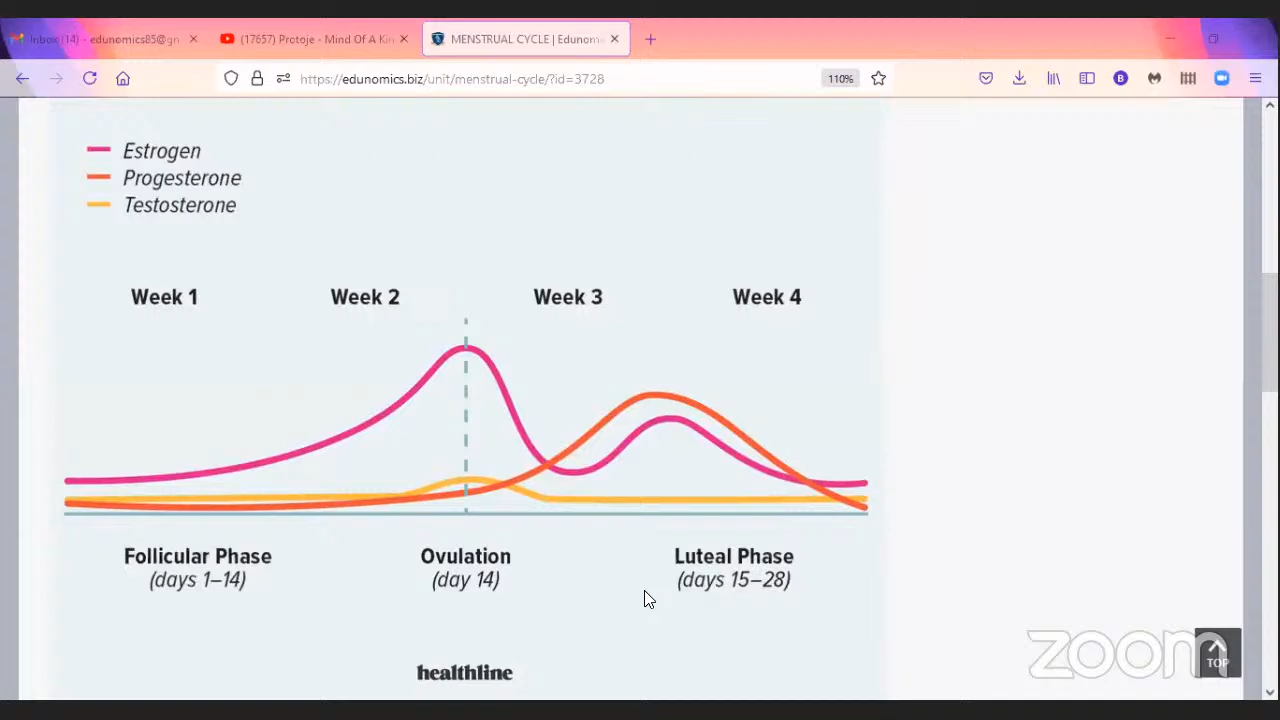 Inbox (14) - edunomics85@gm
(17657) Protoje - Mind Of A Kin
MENSTRUAL CYCLE | Edunom
https://edunomics.biz/unit/menstrual-cycle/?id=3728
110%
B
Estrogen
Progesterone
Testosterone
Week 1 Week 2 Week 3 Week 4
Follicular Phase Ovulation Luteal Phase
(days 1–14) (day 14) (days 15–28)
healthline
zoom
TOP